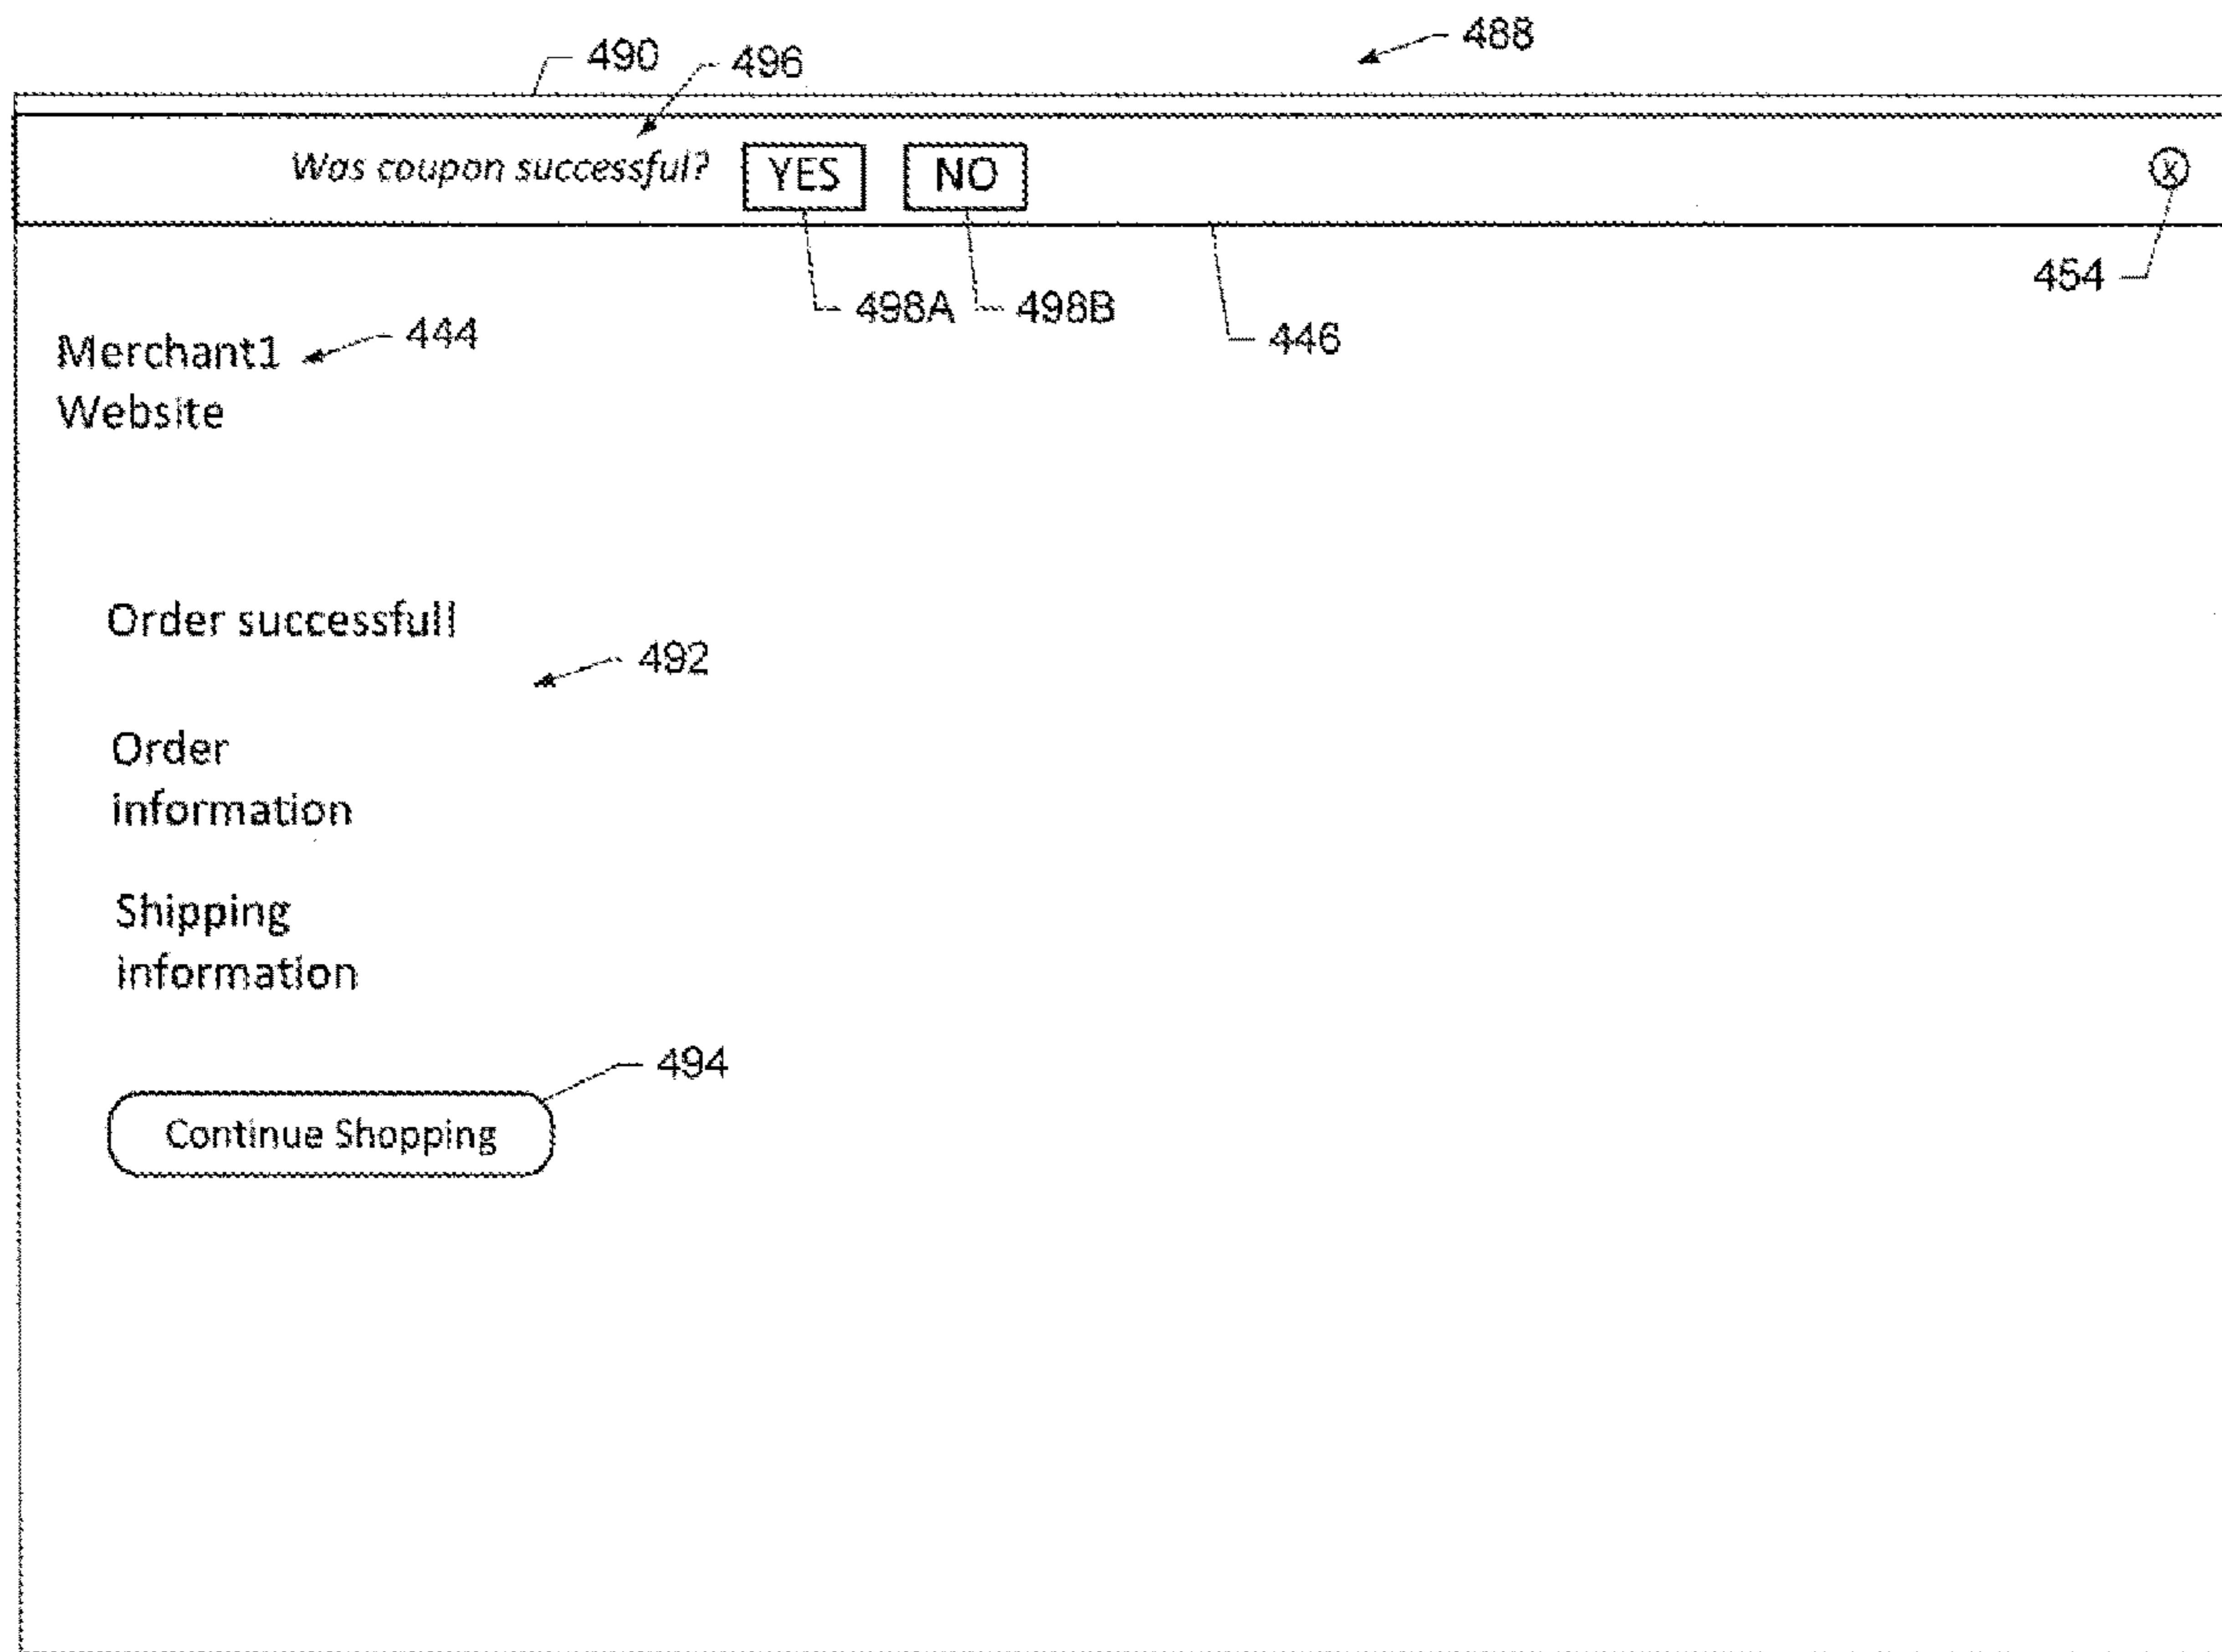 490
496
488
Was coupon successful? YES NO X
464
498A 498B
446
Merchant1 444
Website
Order successful!
492
Order
information
Shipping
information
494
Continue Shopping